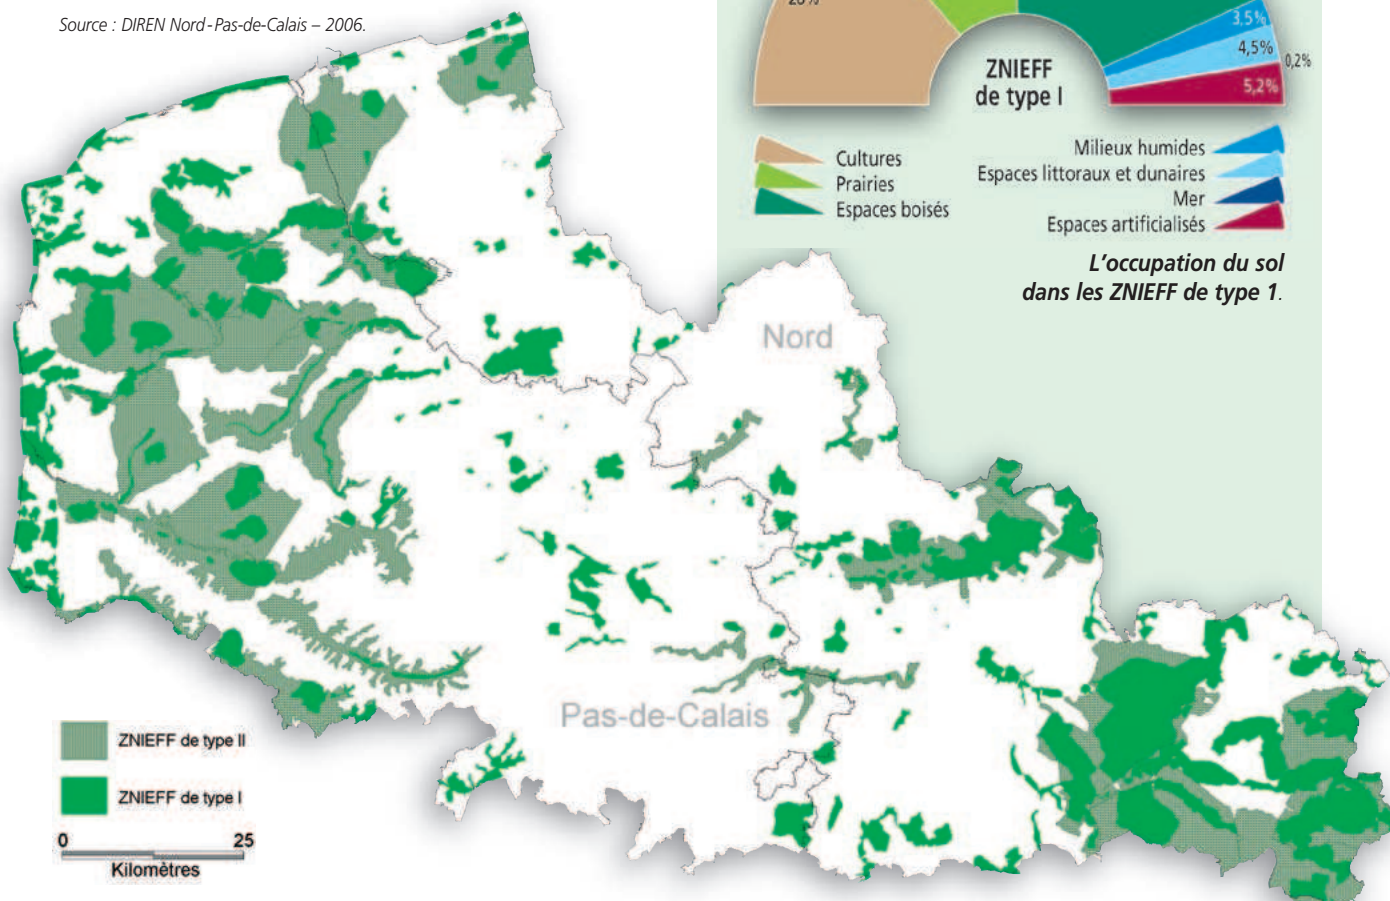 Source : DIREN Nord-Pas-de-Calais – 2006.
3,5%
4,5%
0,2%
5,2%
ZNIEFF
de type I
Cultures
Prairies
Espaces boisés
Milieux humides
Espaces littoraux et dunaires
Mer
Espaces artificialisés
L'occupation du sol
dans les ZNIEFF de type 1.
Nord
Pas-de-Calais
ZNIEFF de type II
ZNIEFF de type I
0 25
Kilomètres